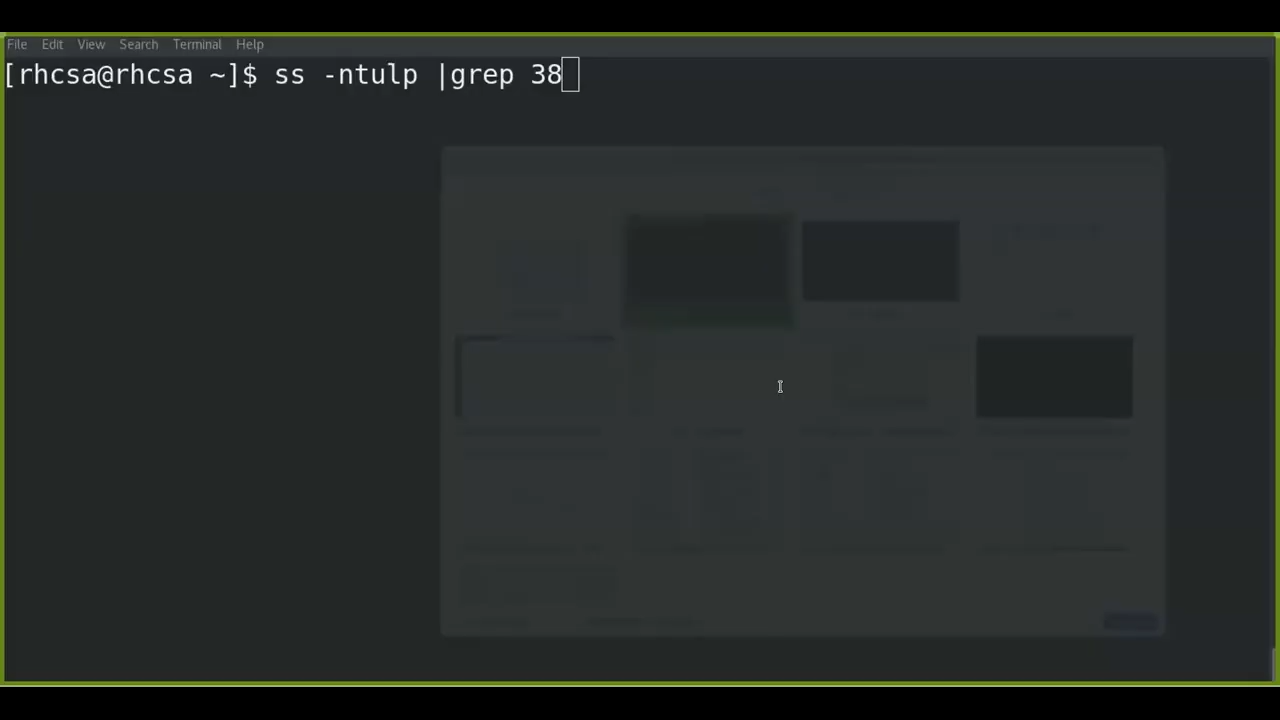 File Edit View Search Terminal Help
[rhcsa@rhcsa ~]$ ss -ntulp |grep 38